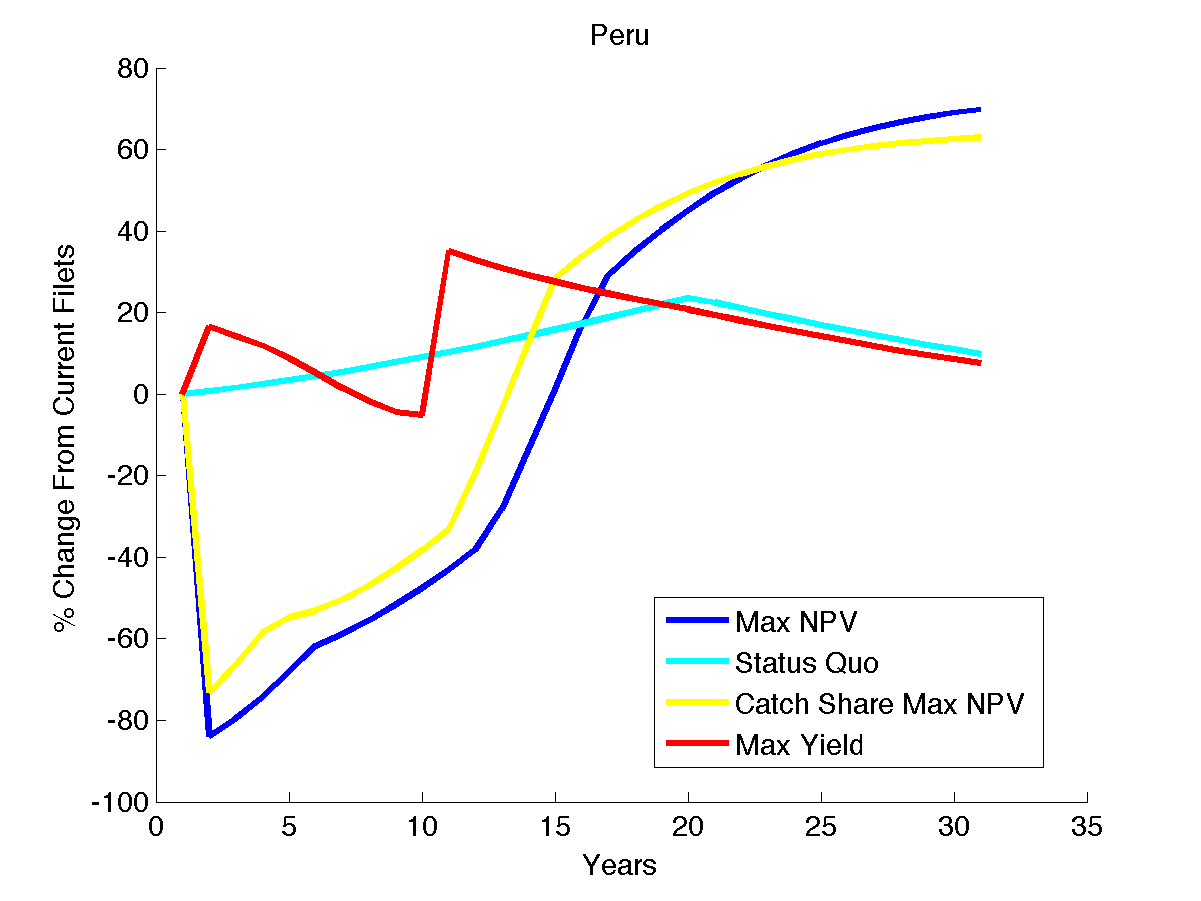 Peru
% Change From Current Filets
80
60
40
20
0
-20
-40
-60
-80
-100
0 5 10 15 20 25 30 35
Years
Max NPV
Status Quo
Catch Share Max NPV
Max Yield